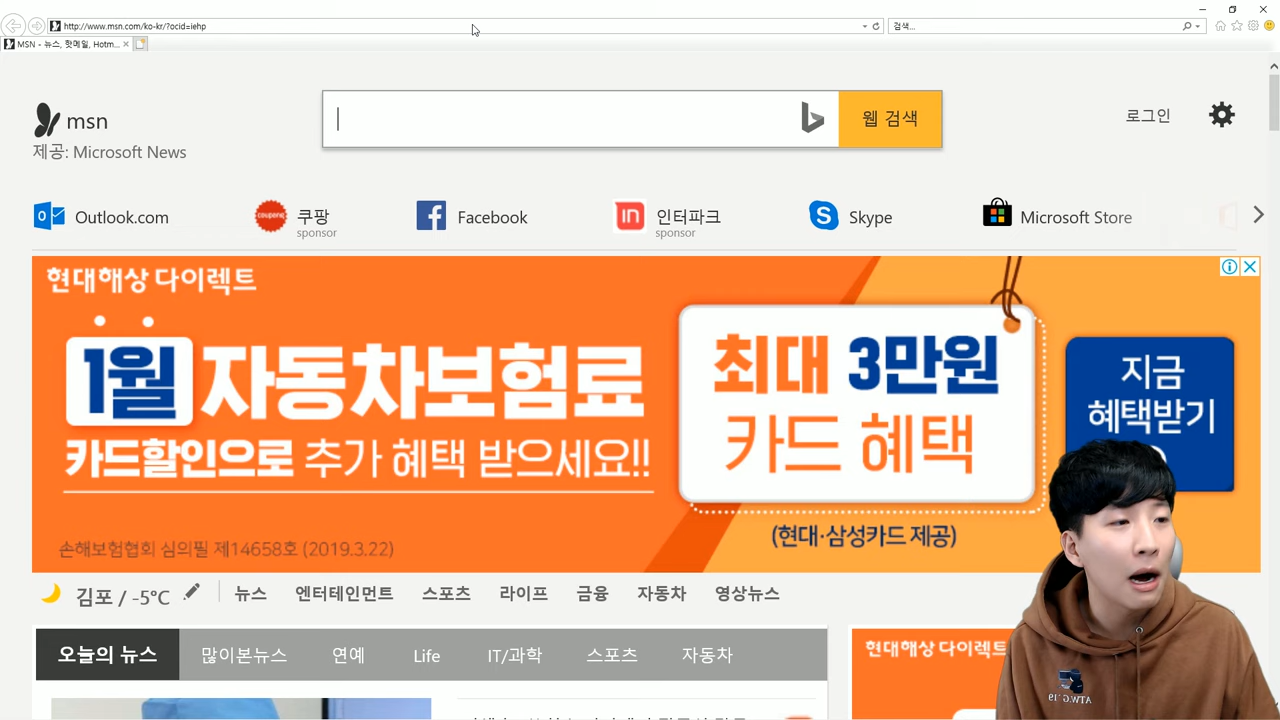 http://www.msn.com/ko-kr/?ocid=iehp
검색...
MSN - 뉴스, 핫메일, Hotm...
msn
제공: Microsoft News
웹 검색
로그인
Outlook.com
coupang
쿠팡
sponsor
Facebook
인터파크
sponsor
Skype
Microsoft Store
현대해상 다이렉트
1월 자동차보험료
카드할인으로 추가 혜택 받으세요!!
손해보험협회 심의필 제14658호 (2019.3.22)
최대 3만원
카드 혜택
(현대·삼성카드 제공)
지금
혜택받기
김포 / -5°C
뉴스
엔터테인먼트
스포츠
라이프
금융
자동차
영상뉴스
오늘의 뉴스
많이본뉴스
연예
Life
IT/과학
스포츠
자동차
현대해상 다이렉트
ATW.G '19